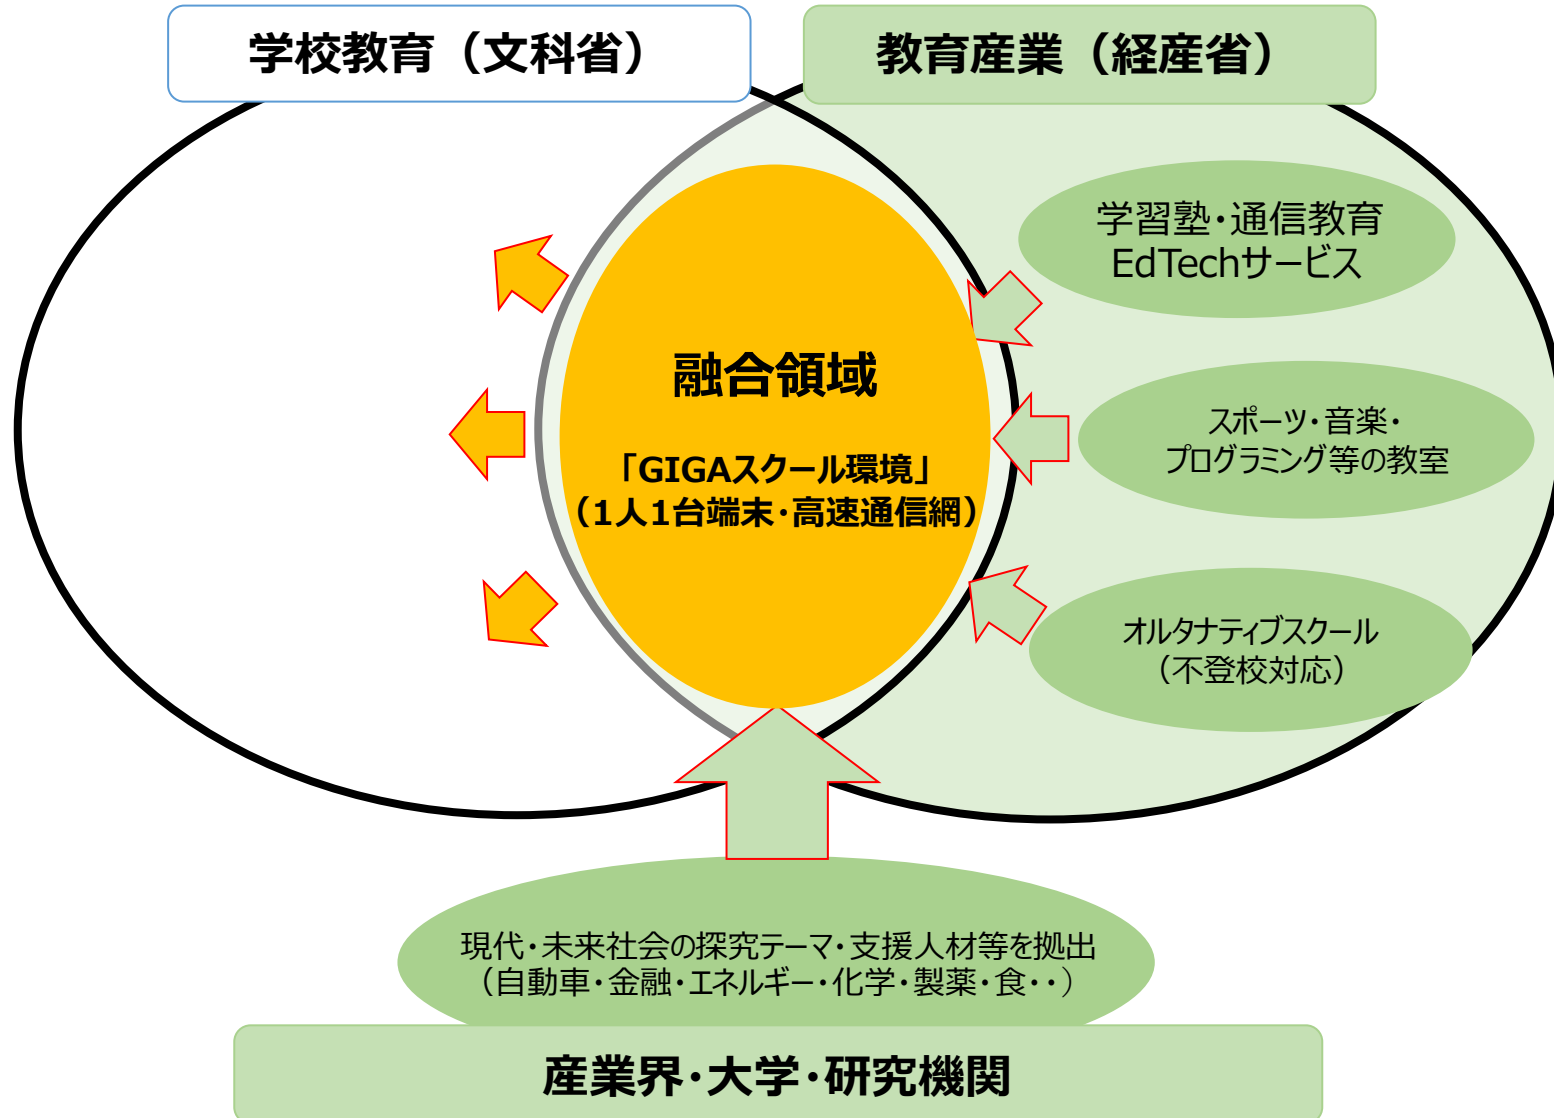 学校教育（文科省）
教育産業（経産省）
学習塾・通信教育
EdTechサービス
融合領域
「GIGAスクール環境」
（1人1台端末・高速通信網）
スポーツ・音楽・
プログラミング等の教室
オルタナティブスクール
（不登校対応）
現代・未来社会の探究テーマ・支援人材等を拠出
（自動車・金融・エネルギー・化学・製薬・食・・）
産業界・大学・研究機関